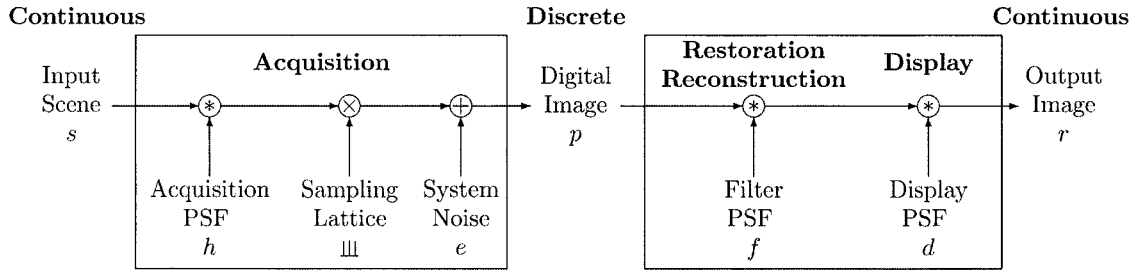 Continuous
Discrete
Continuous
Acquisition
Restoration
Reconstruction
Display
Input
Scene
s
*
×
+
Digital
Image
p
*
*
Output
Image
r
Acquisition
PSF
h
Sampling
Lattice
Ш
System
Noise
e
Filter
PSF
f
Display
PSF
d